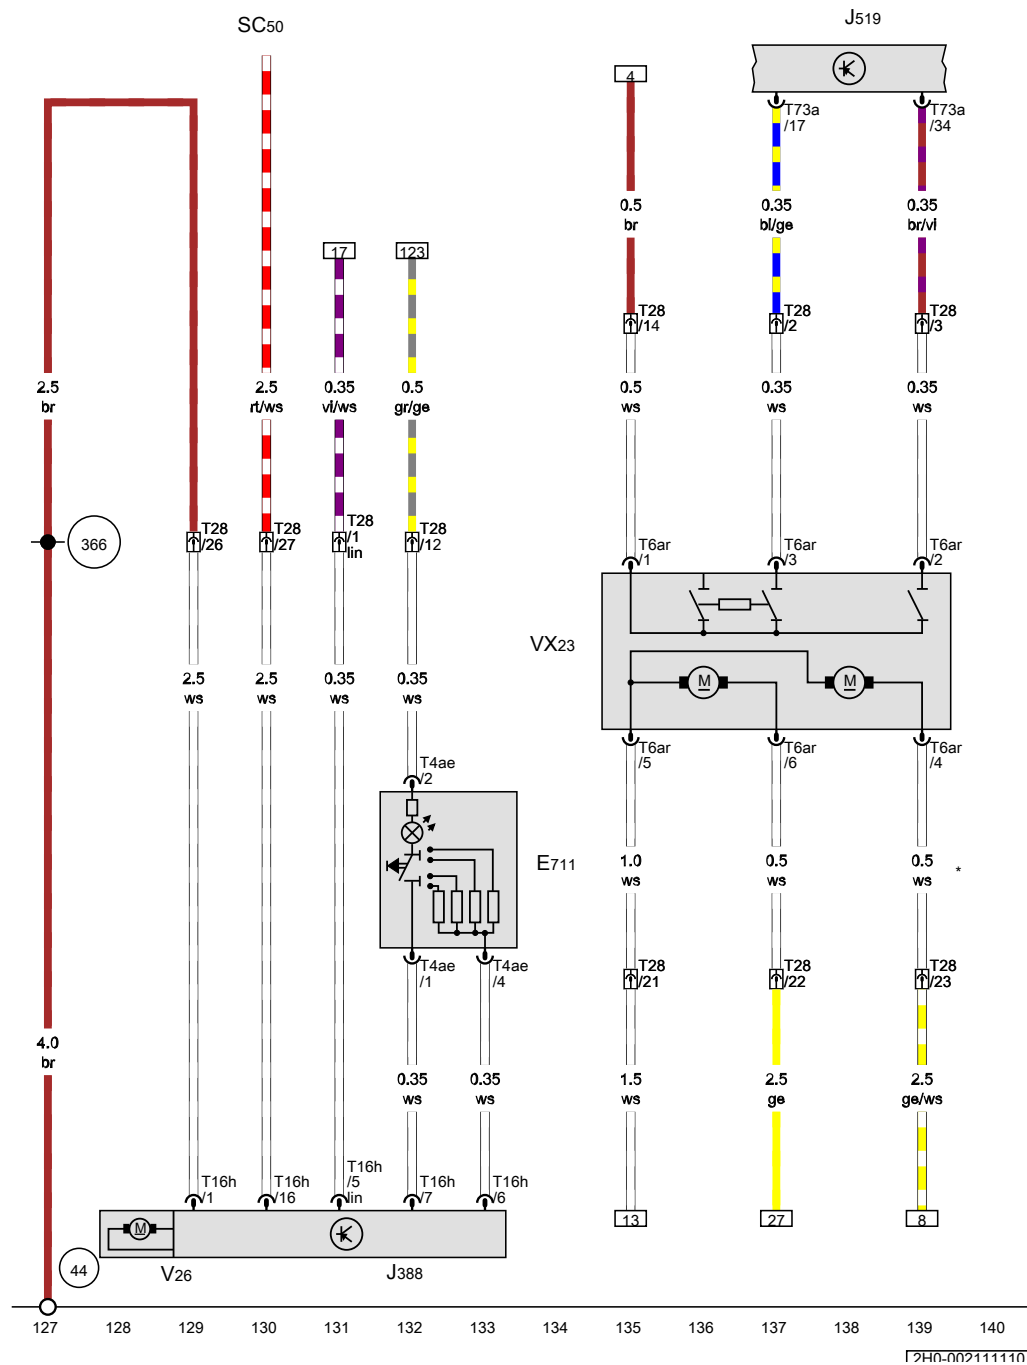 J519
SC50
4
T73a
/17
T73a
/34
0.5
br
0.35
bl/ge
0.35
br/vi
17
123
T28
/14
T28
/2
T28
/3
2.5
br
2.5
rt/ws
0.35
vi/ws
0.5
gr/ge
0.5
ws
0.35
ws
0.35
ws
366
T28
/26
T28
/27
T28
/1
lin
T28
/12
T6ar
/1
T6ar
/3
T6ar
/2
VX23
2.5
ws
2.5
ws
0.35
ws
0.35
ws
M
M
T6ar
/5
T6ar
/6
T6ar
/4
T4ae
/2
E711
1.0
ws
0.5
ws
0.5
ws
*
T4ae
/1
T4ae
/4
T28
/21
T28
/22
T28
/23
4.0
br
0.35
ws
0.35
ws
1.5
ws
2.5
ge
2.5
ge/ws
T16h
/1
T16h
/16
T16h
/5
lin
T16h
/7
T16h
/6
13
27
8
M
44
V26
J388
127 128 129 130 131 132 133 134 135 136 137 138 139 140
2H0-002111110